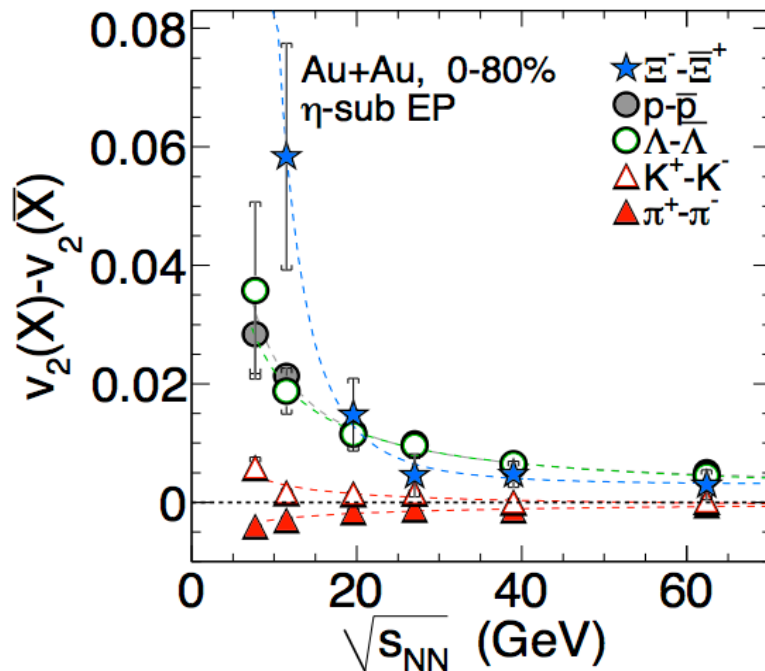 0.08
0.06
0.04
0.02
0
v₂(X)-v₂(X̅)
Au+Au, 0-80%
η-sub EP
Ξ⁻-Ξ̅⁺
p-p̅
Λ-Λ̅
K⁺-K⁻
π⁺-π⁻
0 20 40 60
√sNN (GeV)